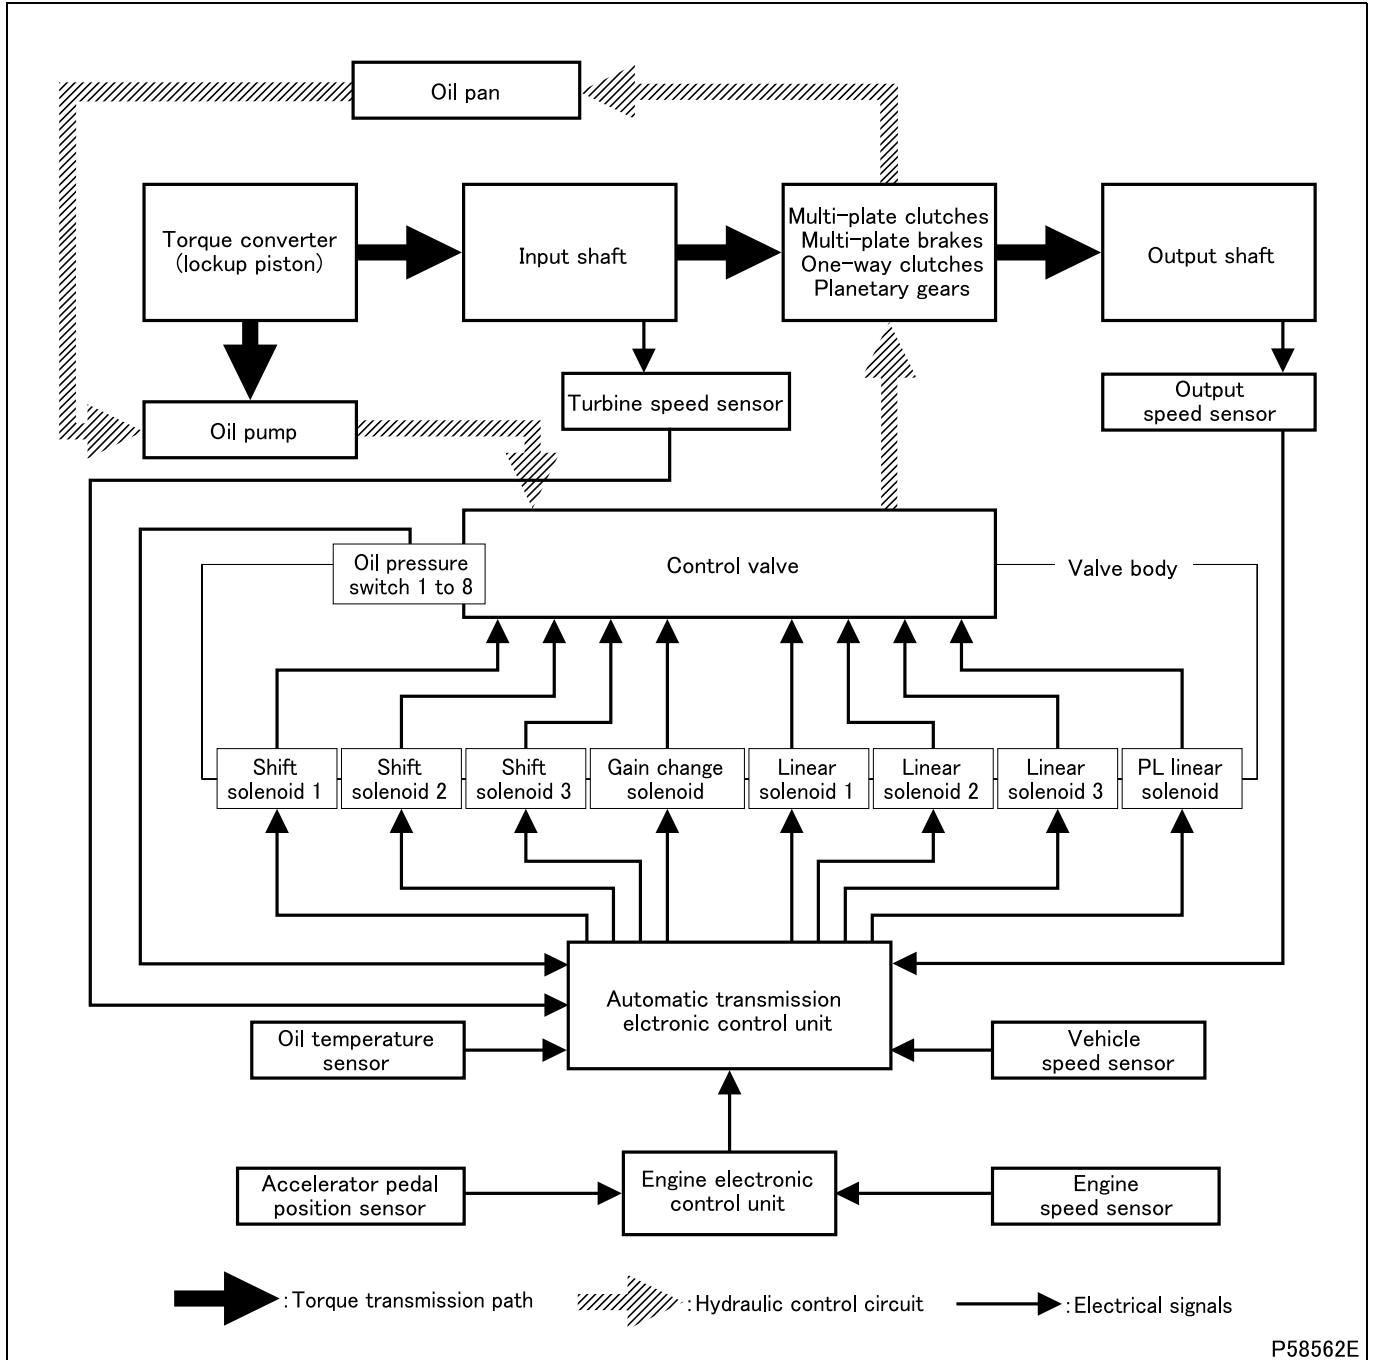 Oil pan
Torque converter
(lockup piston)
Input shaft
Multi-plate clutches
Multi-plate brakes
One-way clutches
Planetary gears
Output shaft
Oil pump
Turbine speed sensor
Output
speed sensor
Oil pressure
switch 1 to 8
Control valve
Valve body
Shift
solenoid 1
Shift
solenoid 2
Shift
solenoid 3
Gain change
solenoid
Linear
solenoid 1
Linear
solenoid 2
Linear
solenoid 3
PL linear
solenoid
Automatic transmission
elctronic control unit
Oil temperature
sensor
Vehicle
speed sensor
Accelerator pedal
position sensor
Engine electronic
control unit
Engine
speed sensor
: Torque transmission path
: Hydraulic control circuit
: Electrical signals
P58562E